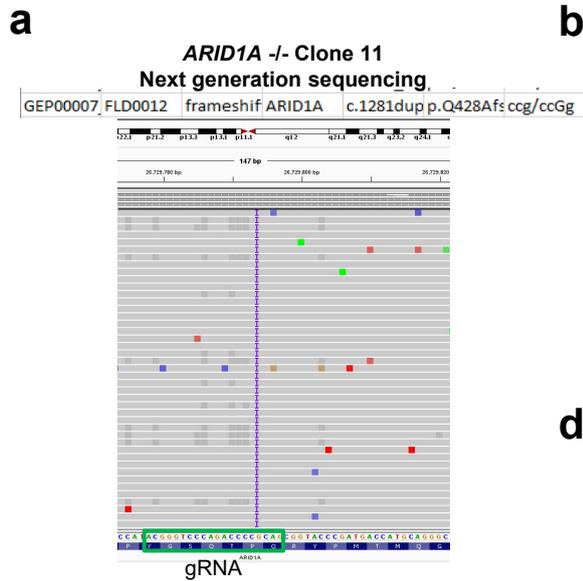 a
b
ARID1A -/- Clone 11
Next generation sequencing
GEP00007 FLD0012 frameshif ARID1A c.1281dup p.Q428Afs ccg/ccGg
p21.2 p13.3 p13.1 p11.1 q12 q21.1 q21.3 q23.2 q24.1
147 bp
26,729,780 bp 26,729,800 bp 26,729,820
CCATACGGGTCCCAGACCCCGCAGCGGTACCCGATGACCATGCAGGGC
P Y G S Q T P Q R Y P M T M Q G
ARID1A
gRNA
d